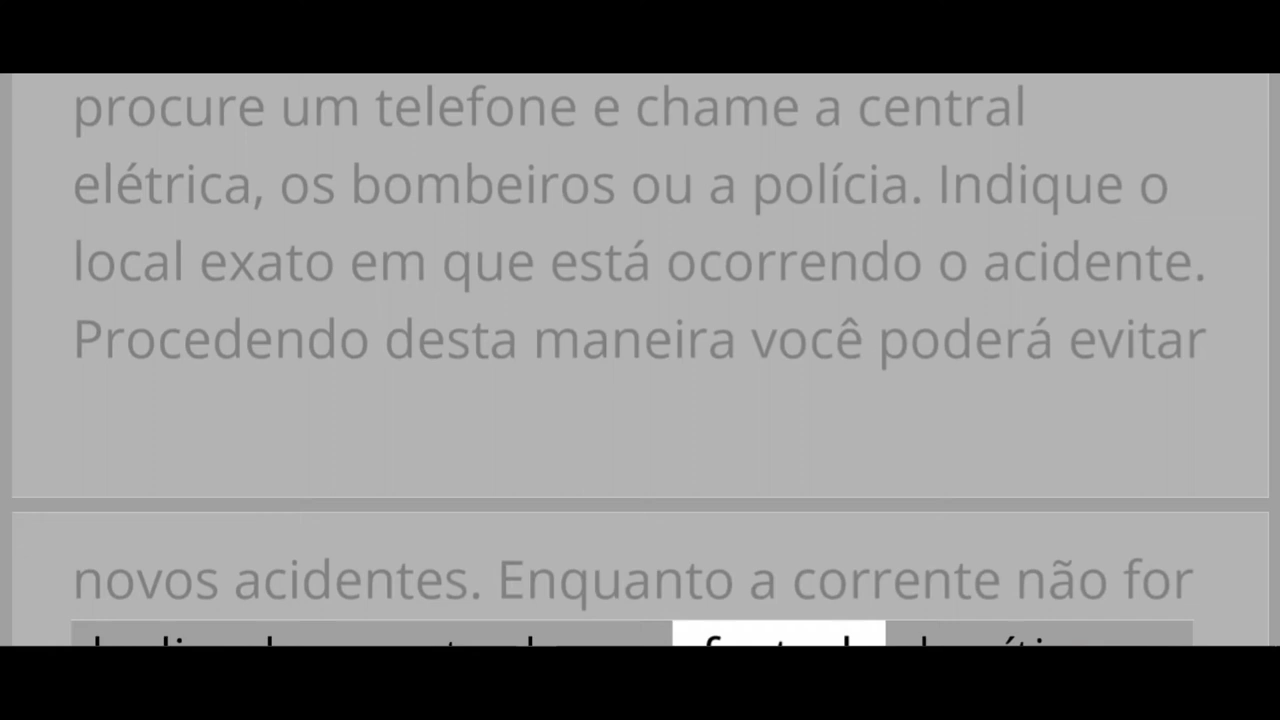 procure um telefone e chame a central
elétrica, os bombeiros ou a polícia. Indique o
local exato em que está ocorrendo o acidente.
Procedendo desta maneira você poderá evitar
novos acidentes. Enquanto a corrente não for